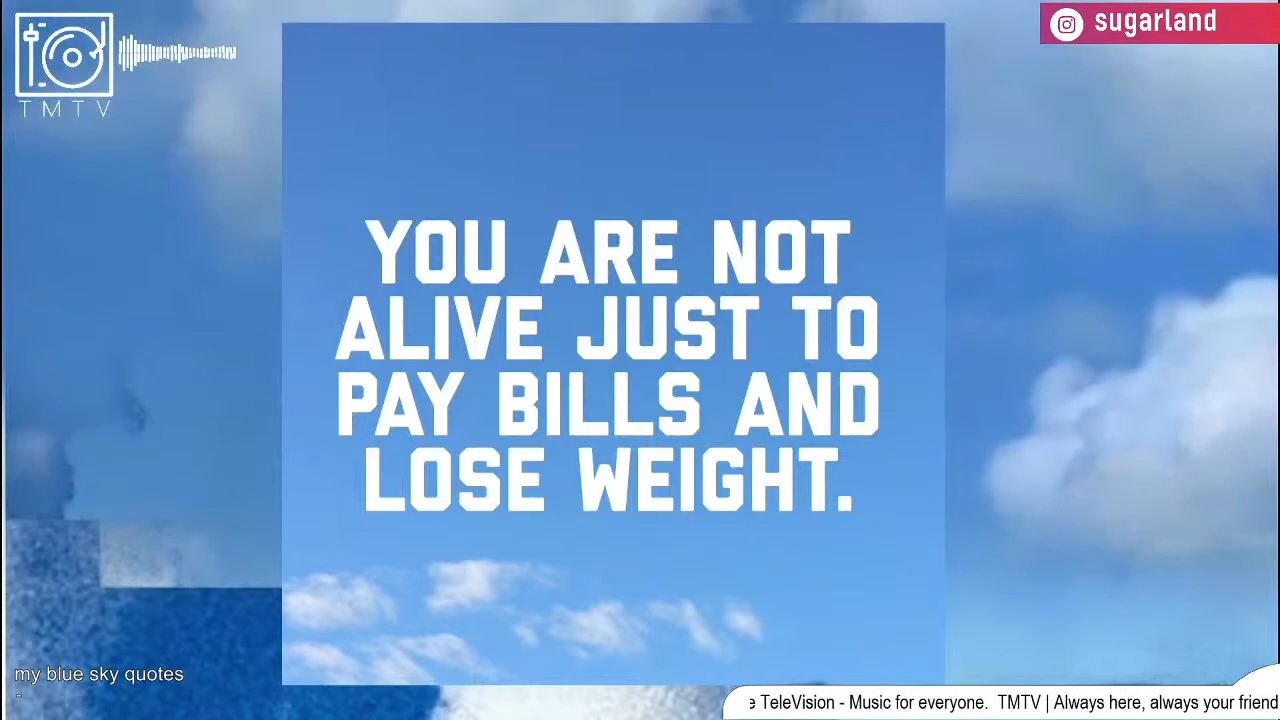 TMTV
sugarland
YOU ARE NOT
ALIVE JUST TO
PAY BILLS AND
LOSE WEIGHT.
my blue sky quotes
-
e TeleVision - Music for everyone.  TMTV | Always here, always your friend